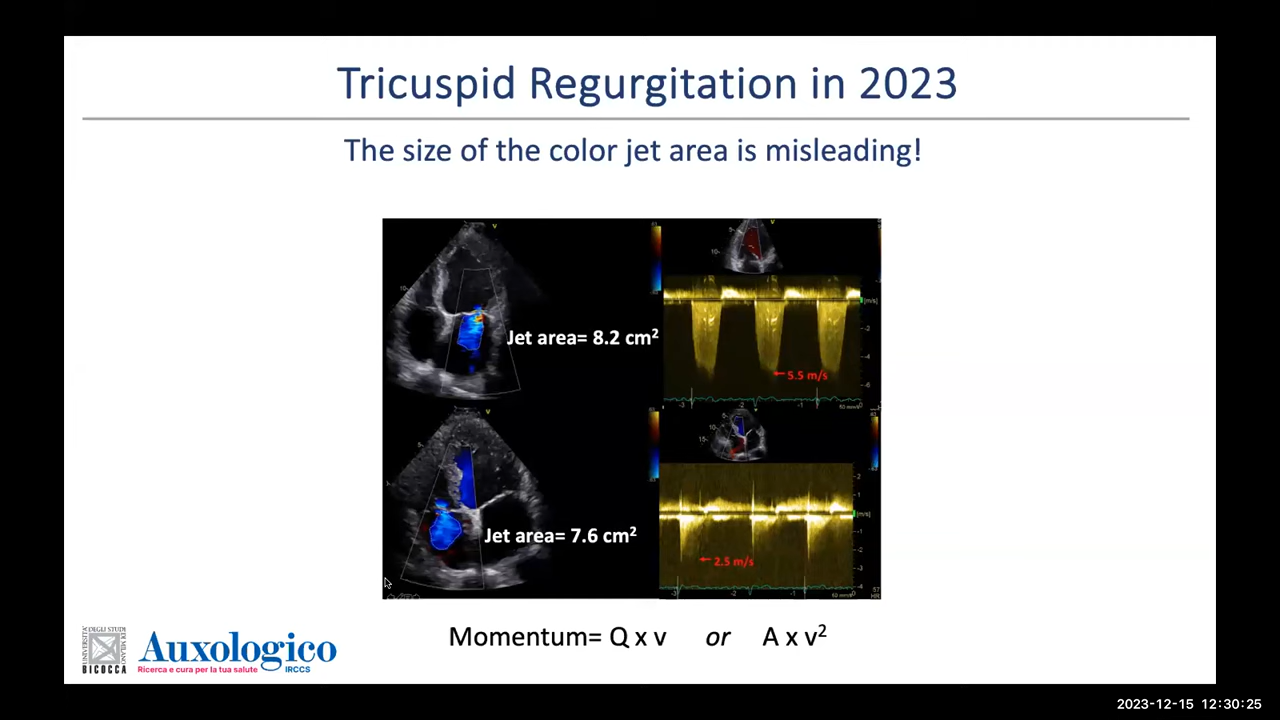 Tricuspid Regurgitation in 2023
The size of the color jet area is misleading!
Jet area= 8.2 cm²
5.5 m/s
Jet area= 7.6 cm²
2.5 m/s
Momentum= Q x v or A x v²
DEGLI STUDI
BICOCCA
Auxologico
Ricerca e cura per la tua salute IRCCS
2023-12-15 12:30:25